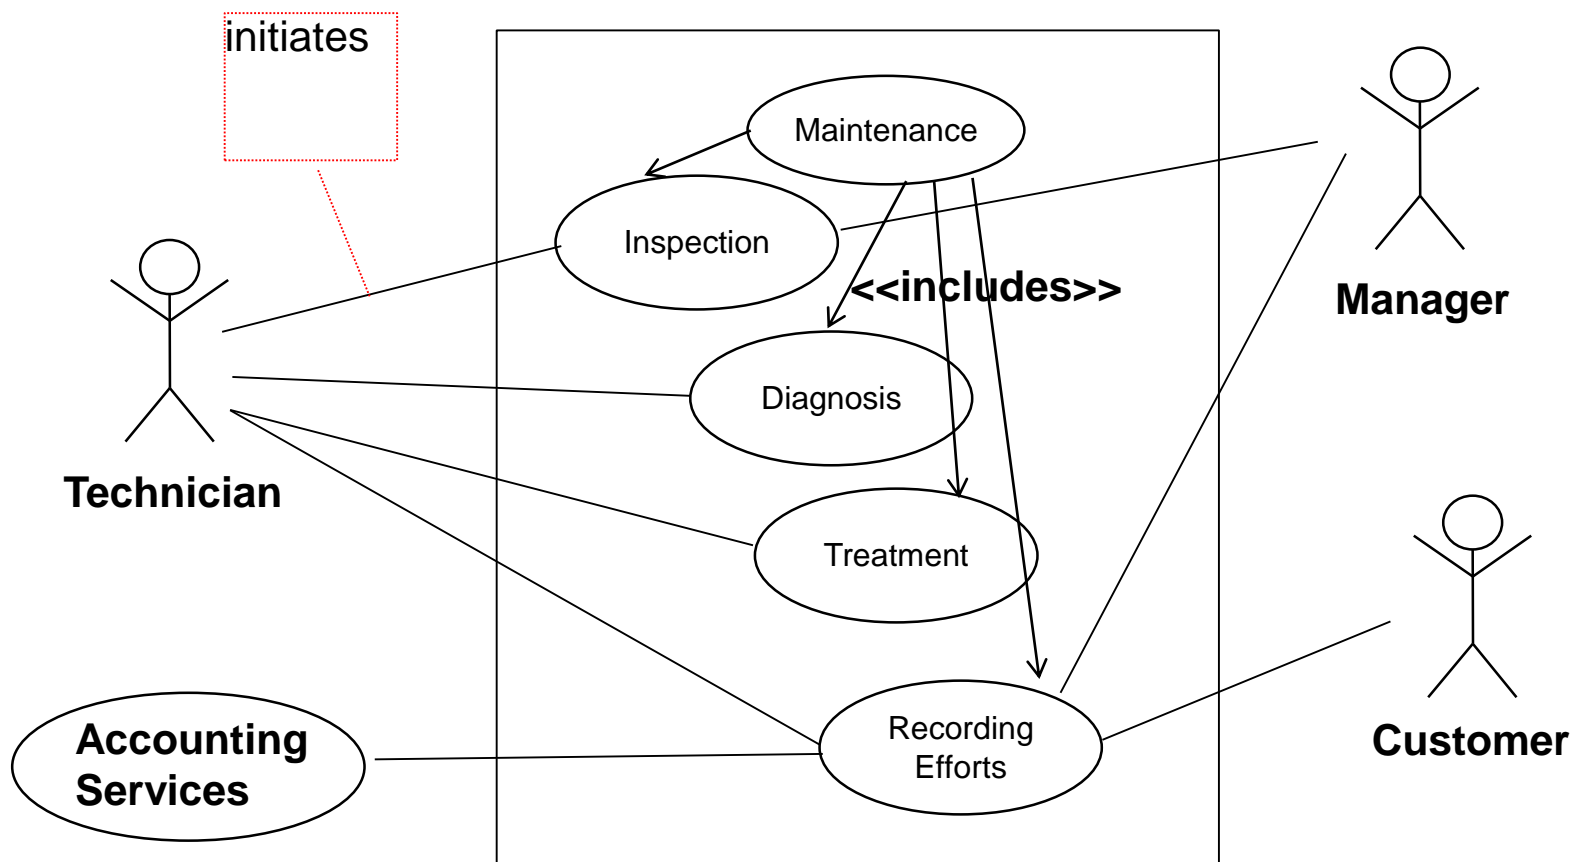 initiates
Maintenance
Inspection
<<includes>>
Manager
Diagnosis
Technician
Treatment
Accounting
Services
Recording
Efforts
Customer